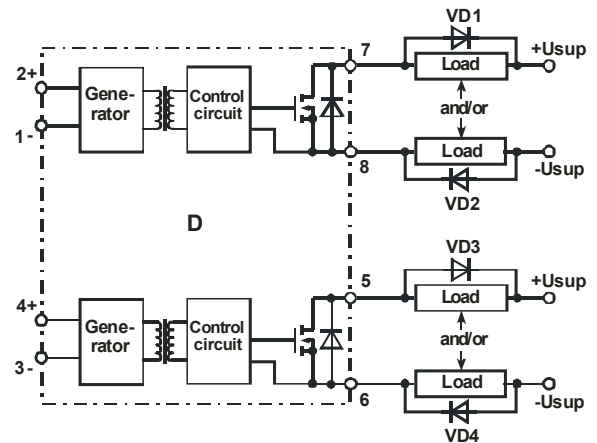 VD1
7
+Usup
Load
2+
Gene-
rator
Control
circuit
and/or
1-
Load
8
-Usup
VD2
D
VD3
5
+Usup
Load
4+
Gene-
rator
Control
circuit
and/or
3-
Load
6
-Usup
VD4